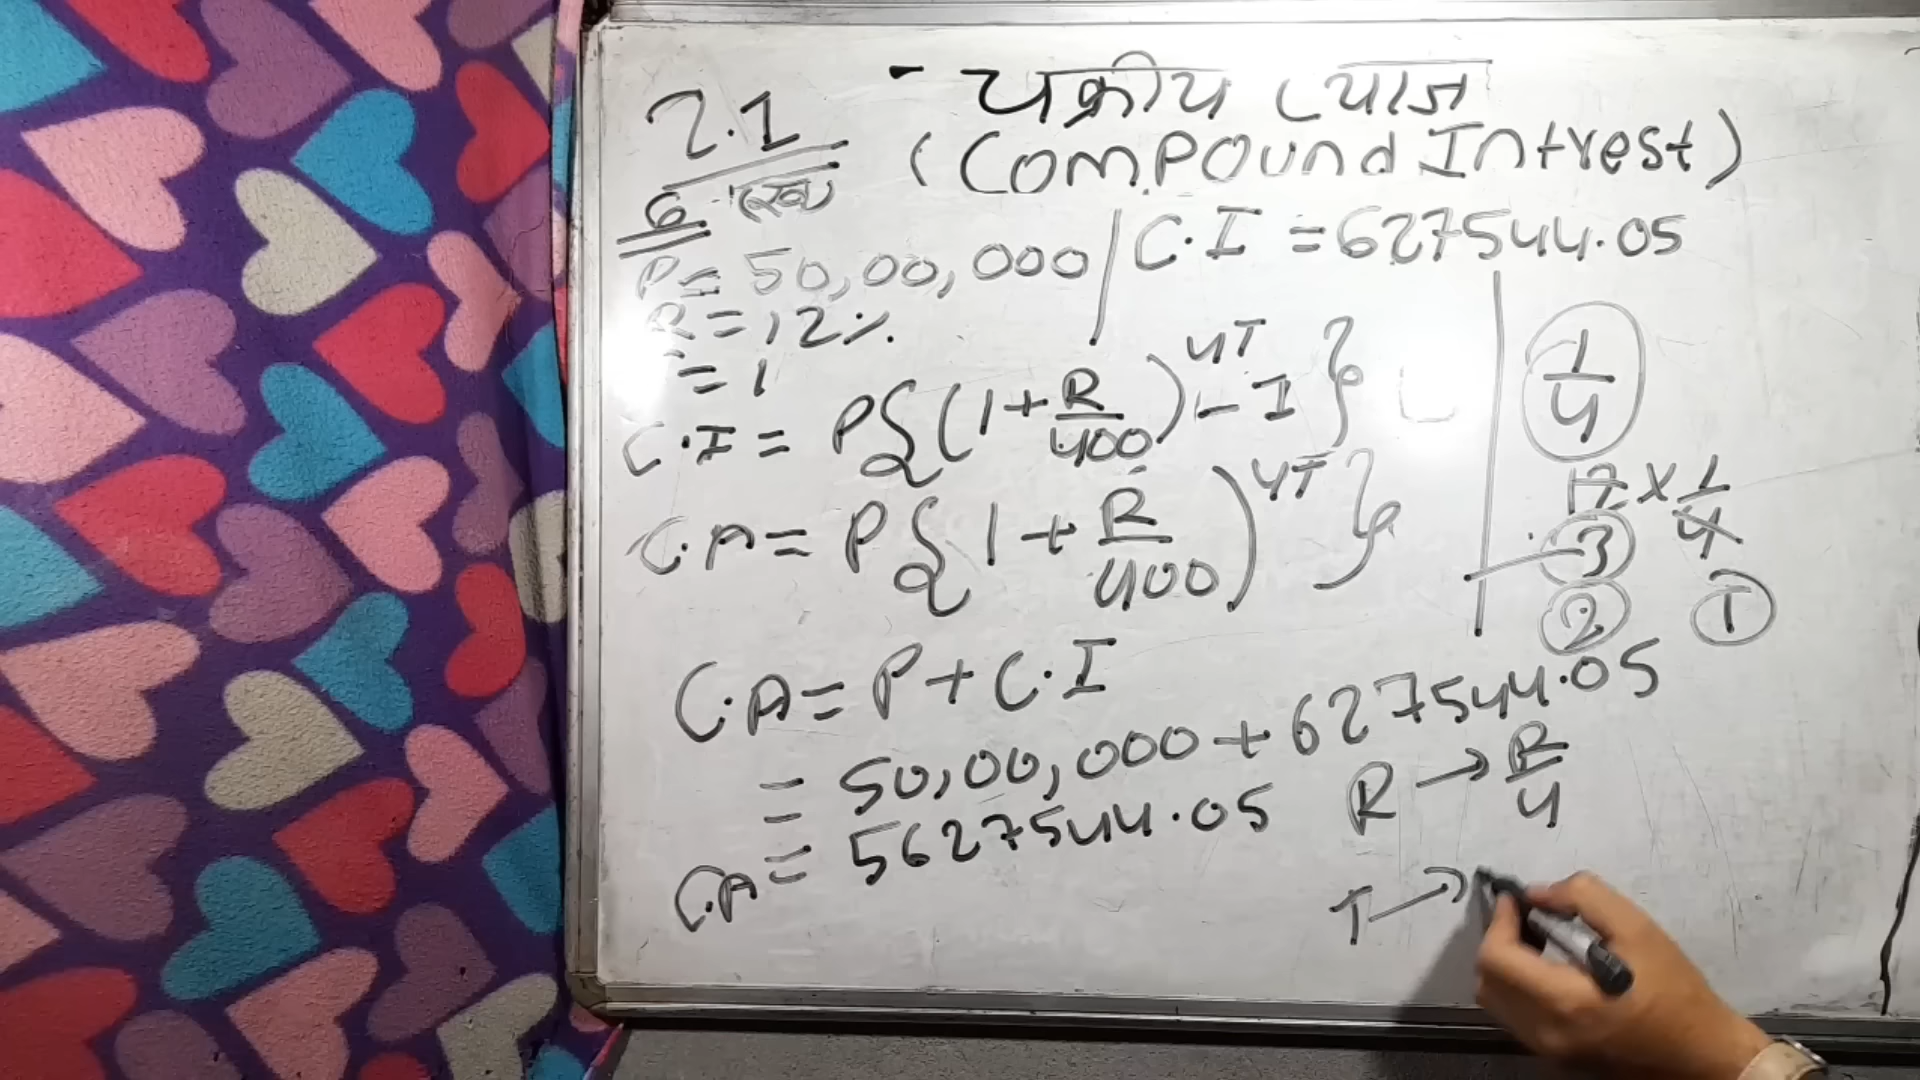 2.1 - चक्रीय ब्याज
(Compound Intrest)
6.
P = 50,00,000 | C.I = 627544.05
R = 12%
= 1
C.I = P{(1+R/400)^4T - I}
C.A = P{1+R/400)^4T}
1/4
12 × 1/4
3
2 1
C.A = P + C.I
= 50,00,000 + 627544.05
C.A = 5627544.05
R → R/4
T →